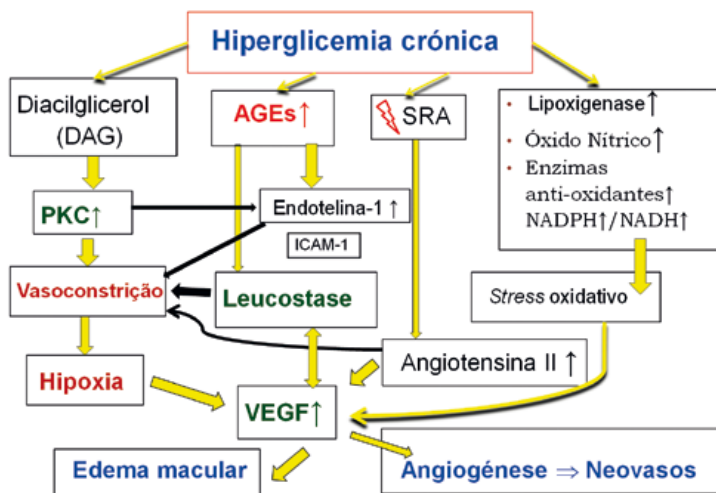 Hiperglicemia crónica
Diacilglicerol
(DAG)
AGEs↑
SRA
• Lipoxigenase↑
• Óxido Nítrico↑
• Enzimas
anti-oxidantes↑
NADPH↑/NADH↑
PKC↑
Endotelina-1↑
ICAM-1
Vasoconstrição
Leucostase
Stress oxidativo
Hipoxia
Angiotensina II ↑
VEGF↑
Edema macular
Angiogénese ⇒ Neovasos